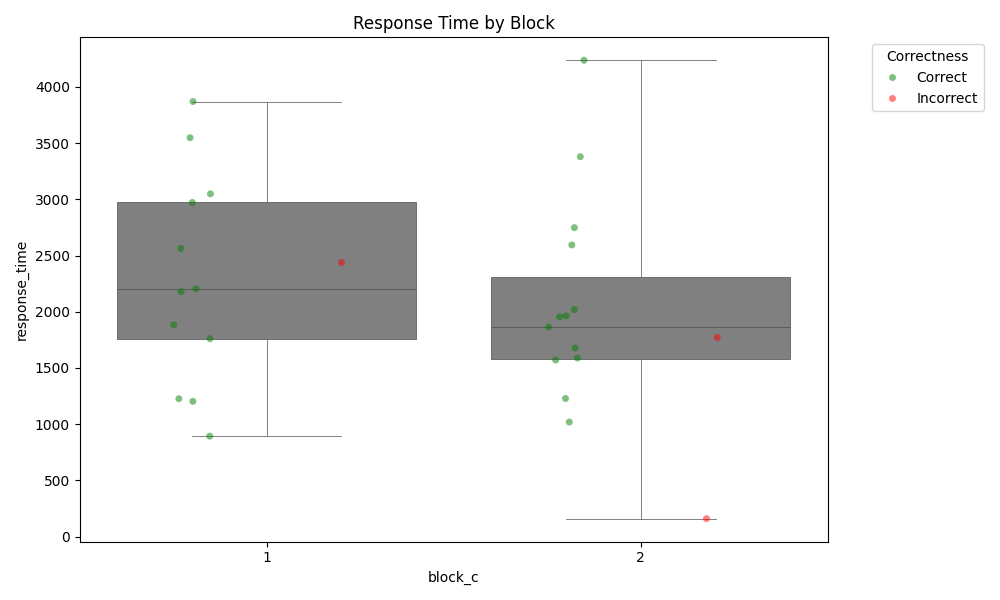 Response Time by Block
Correctness
Correct
Incorrect
response_time
4000
3500
3000
2500
2000
1500
1000
500
0
1
2
block_c